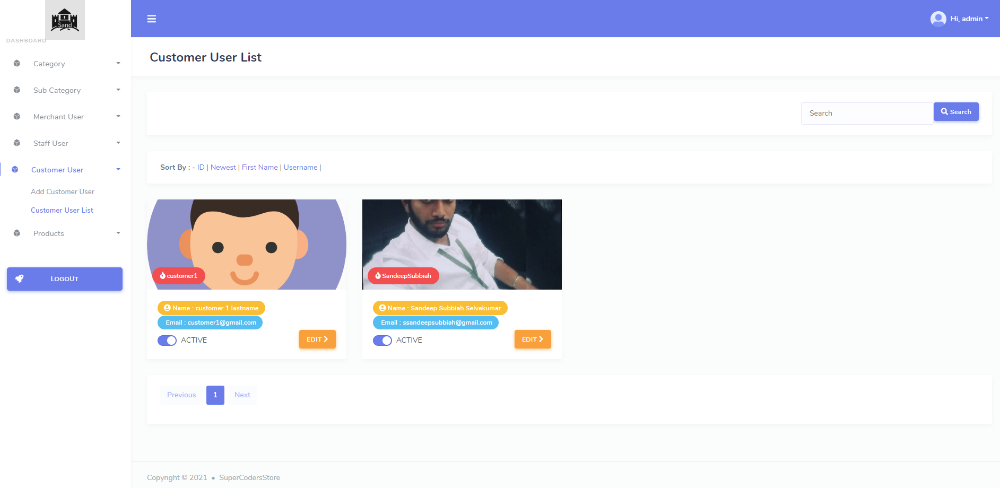 Sand
DASHBOARD
Category
Sub Category
Merchant User
Staff User
Customer User
Add Customer User
Customer User List
Products
LOGOUT
Hi, admin
Customer User List
Search Search
Sort By : - ID | Newest | First Name | Username |
customer1
Name : customer 1 lastname
Email : customer1@gmail.com
ACTIVE
EDIT
SandeepSubbiah
Name : Sandeep Subbiah Selvakumar
Email : ssandeepsubbiah@gmail.com
ACTIVE
EDIT
Previous 1 Next
Copyright © 2021 • SuperCodersStore